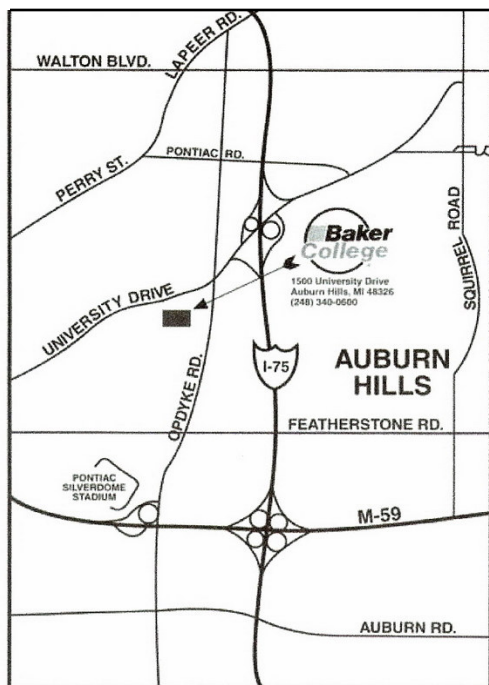 LAPEER RD.
WALTON BLVD.
PONTIAC RD.
PERRY ST.
SQUIRREL ROAD
Baker
College
1500 University Drive
Auburn Hills, MI 48326
(248) 340-0600
UNIVERSITY DRIVE
I-75
AUBURN
HILLS
OPDYKE RD.
FEATHERSTONE RD.
PONTIAC
SILVERDOME
STADIUM
M-59
AUBURN RD.